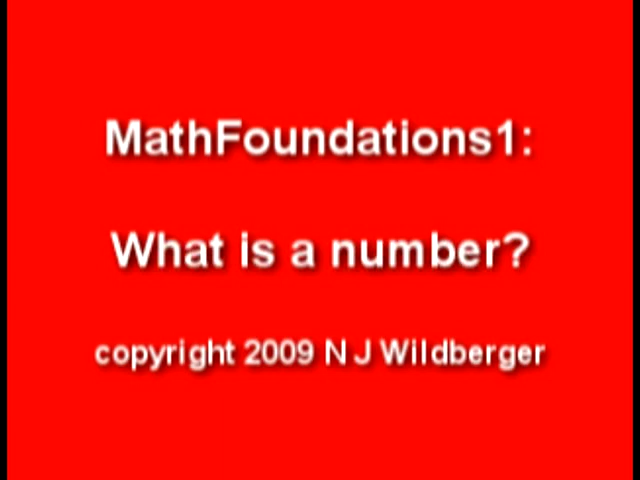 MathFoundations1:
What is a number?
copyright 2009 N J Wildberger